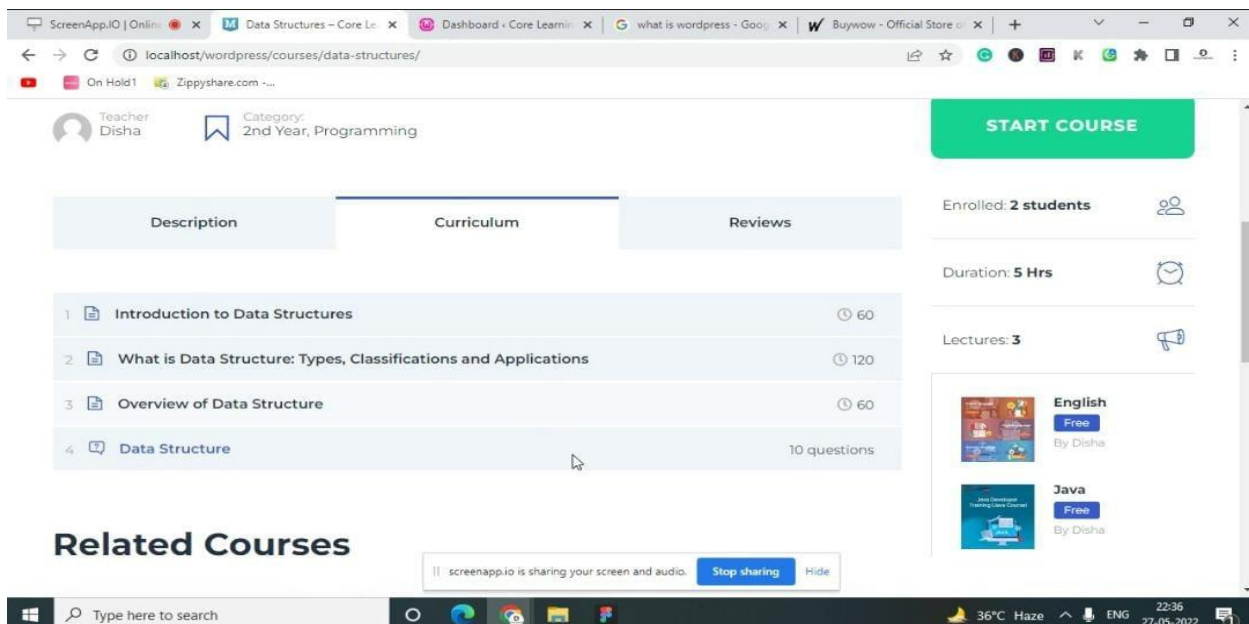 ScreenApp.IO | Online
Data Structures – Core Le
Dashboard ‹ Core Learnin
what is wordpress - Goog
Buywow - Official Store o
localhost/wordpress/courses/data-structures/
On Hold1
Zippyshare.com -...
Teacher
Disha
Category:
2nd Year, Programming
START COURSE
Description
Curriculum
Reviews
Enrolled: 2 students
Duration: 5 Hrs
Lectures: 3
1 Introduction to Data Structures 60
2 What is Data Structure: Types, Classifications and Applications 120
3 Overview of Data Structure 60
4 Data Structure 10 questions
English
Free
By Disha
Java
Free
By Disha
Related Courses
screenapp.io is sharing your screen and audio.
Stop sharing
Hide
Type here to search
36°C Haze
ENG
22:36
27-05-2022